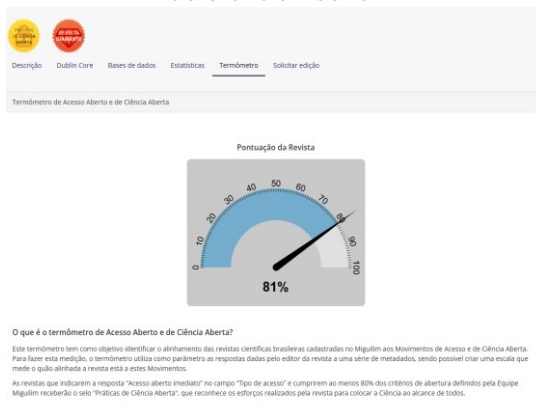 Descrição Dublin Core Bases de dados Estatísticas Termômetro Solicitar edição
Termômetro de Acesso Aberto e de Ciência Aberta
Pontuação da Revista
0 10 20 30 40 50 60 70 80 90 100
81%
O que é o termômetro de Acesso Aberto e de Ciência Aberta?
Este termômetro tem como objetivo identificar o alinhamento das revistas científicas brasileiras cadastradas no Miguilim aos Movimentos de Acesso e de Ciência Aberta.
Para fazer esta medição, o termômetro utiliza como parâmetro as respostas dadas pelo editor da revista a uma série de metadados, sendo possível criar uma escala que
mede o quão alinhada a revista está a estes Movimentos.
As revistas que indicarem a resposta "Acesso aberto imediato" no campo "Tipo de acesso" e cumprirem ao menos 80% dos critérios de abertura definidos pela Equipe
Miguilim receberão o selo "Práticas de Ciência Aberta", que reconhece os esforços realizados pela revista para colocar a Ciência ao alcance de todos.